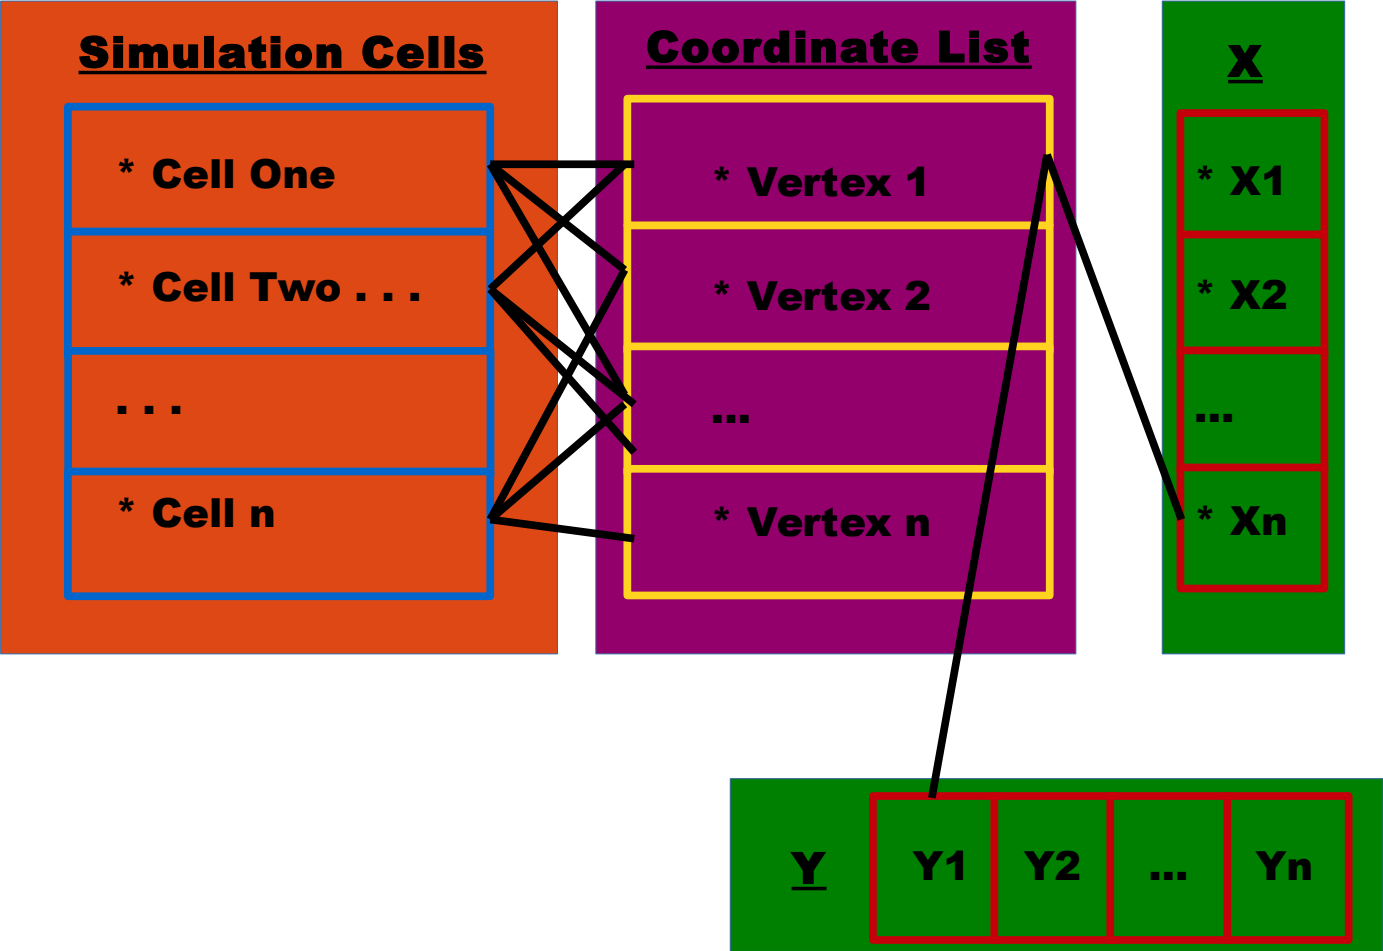 Simulation Cells
* Cell One
* Cell Two . . .
. . .
* Cell n
Coordinate List
* Vertex 1
* Vertex 2
...
* Vertex n
X
* X1
* X2
...
* Xn
Y
Y1 Y2 ... Yn